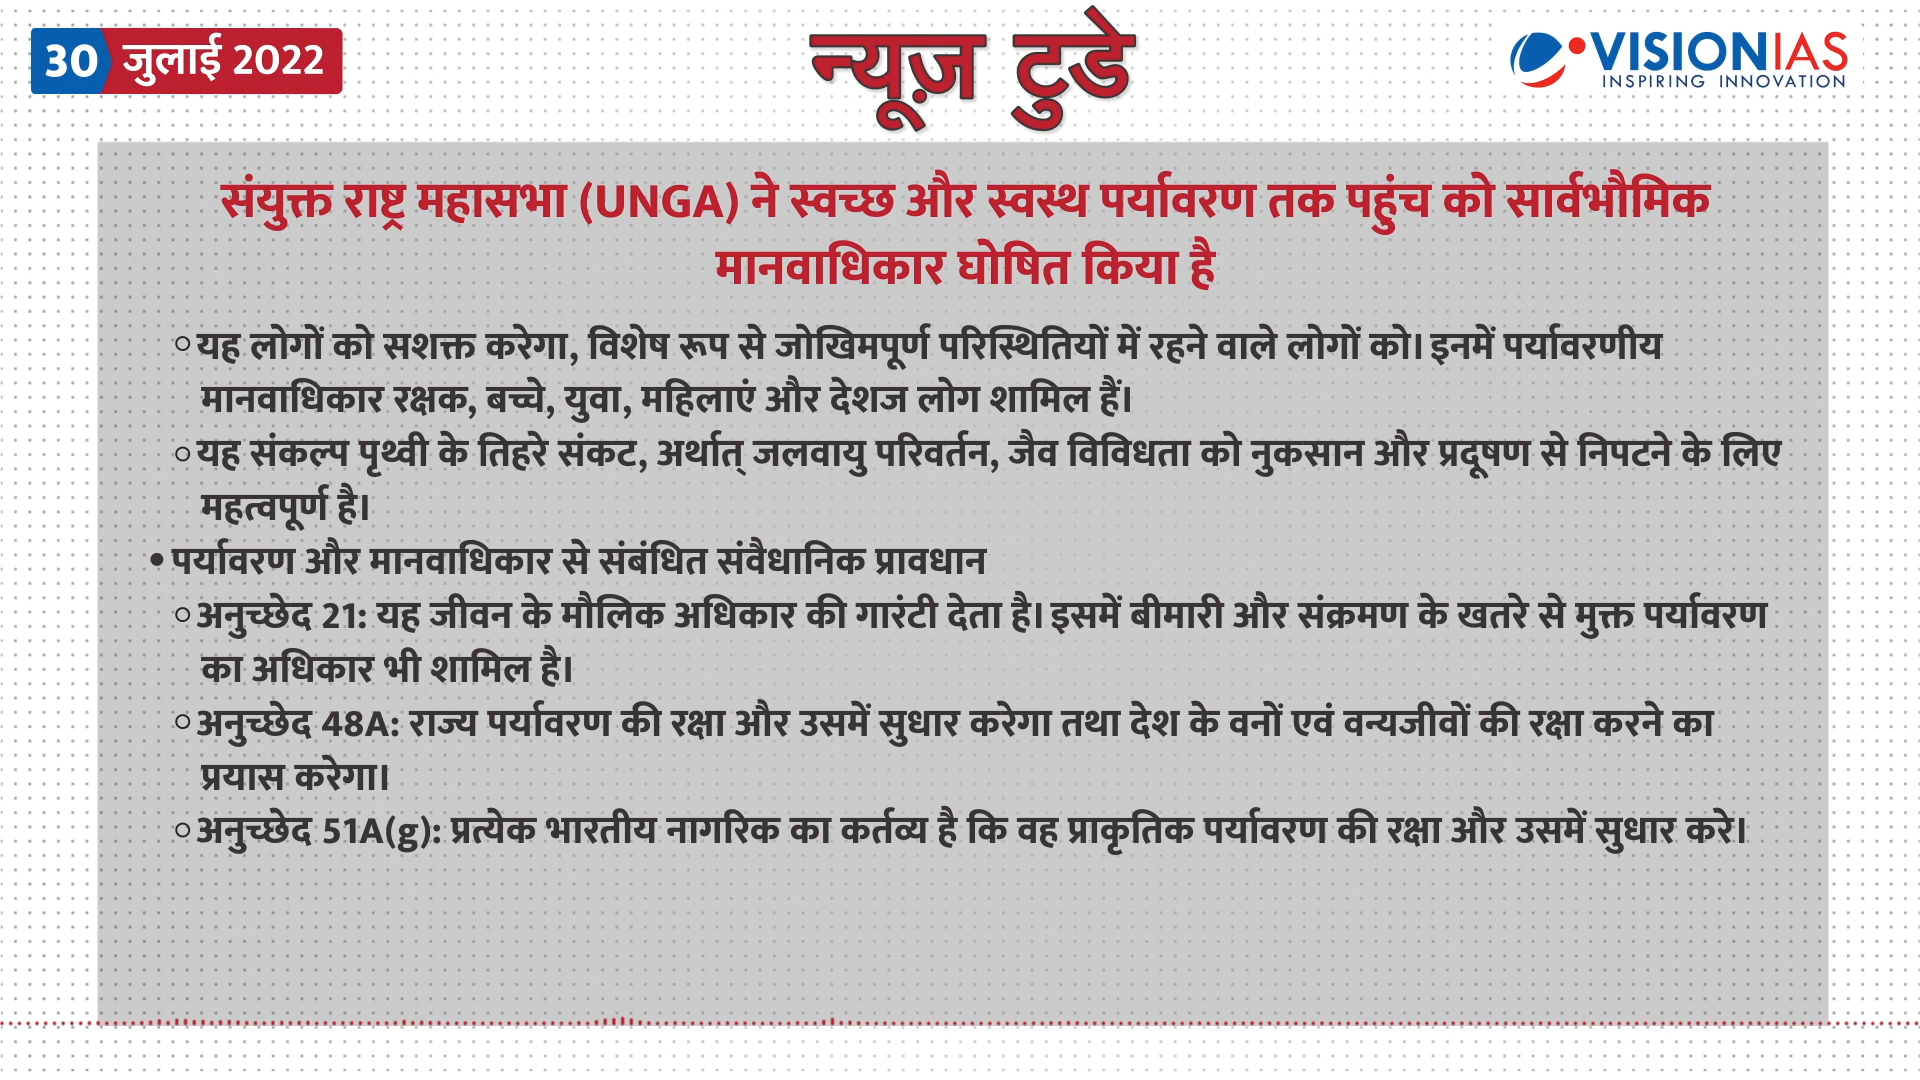 30 जुलाई 2022
न्यूज़ टुडे
VISIONIAS
INSPIRING INNOVATION
संयुक्त राष्ट्र महासभा (UNGA) ने स्वच्छ और स्वस्थ पर्यावरण तक पहुंच को सार्वभौमिक
मानवाधिकार घोषित किया है
○ यह लोगों को सशक्त करेगा, विशेष रूप से जोखिमपूर्ण परिस्थितियों में रहने वाले लोगों को। इनमें पर्यावरणीय
मानवाधिकार रक्षक, बच्चे, युवा, महिलाएं और देशज लोग शामिल हैं।
○ यह संकल्प पृथ्वी के तिहरे संकट, अर्थात् जलवायु परिवर्तन, जैव विविधता को नुकसान और प्रदूषण से निपटने के लिए
महत्वपूर्ण है।
• पर्यावरण और मानवाधिकार से संबंधित संवैधानिक प्रावधान
○ अनुच्छेद 21: यह जीवन के मौलिक अधिकार की गारंटी देता है। इसमें बीमारी और संक्रमण के खतरे से मुक्त पर्यावरण
का अधिकार भी शामिल है।
○ अनुच्छेद 48A: राज्य पर्यावरण की रक्षा और उसमें सुधार करेगा तथा देश के वनों एवं वन्यजीवों की रक्षा करने का
प्रयास करेगा।
○ अनुच्छेद 51A(g): प्रत्येक भारतीय नागरिक का कर्तव्य है कि वह प्राकृतिक पर्यावरण की रक्षा और उसमें सुधार करे।